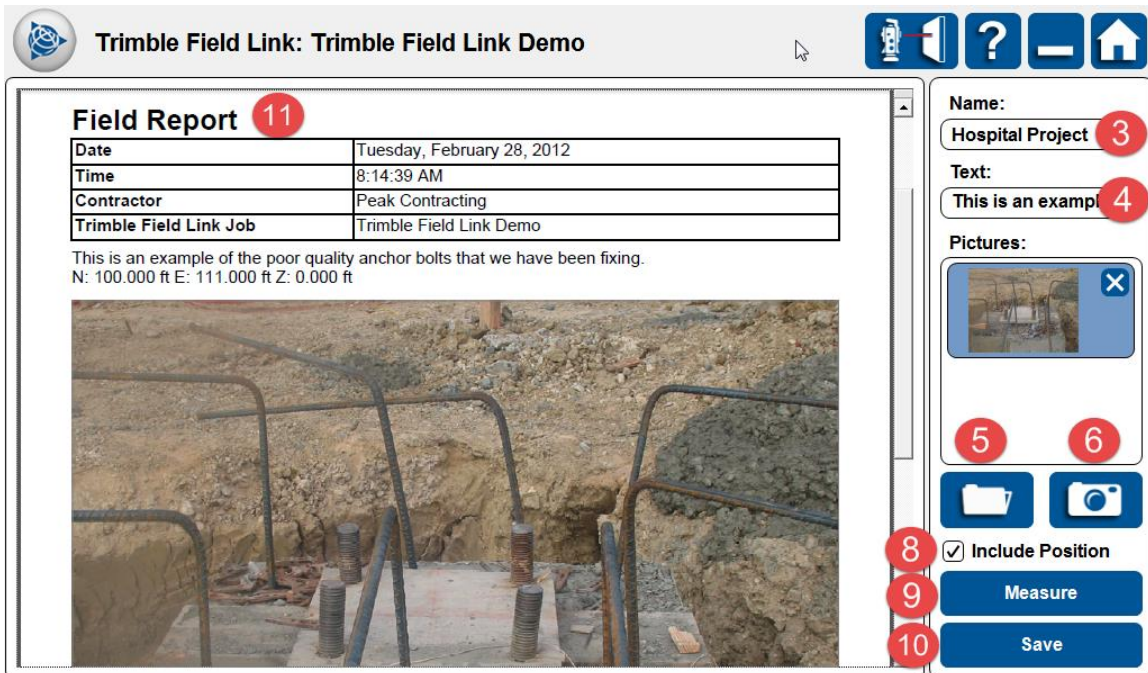 Trimble Field Link: Trimble Field Link Demo
?
Field Report 11
Date Tuesday, February 28, 2012
Time 8:14:39 AM
Contractor Peak Contracting
Trimble Field Link Job Trimble Field Link Demo
This is an example of the poor quality anchor bolts that we have been fixing.
N: 100.000 ft E: 111.000 ft Z: 0.000 ft
Name:
Hospital Project 3
Text:
This is an exampl 4
Pictures:
5 6
8 Include Position
9 Measure
10 Save